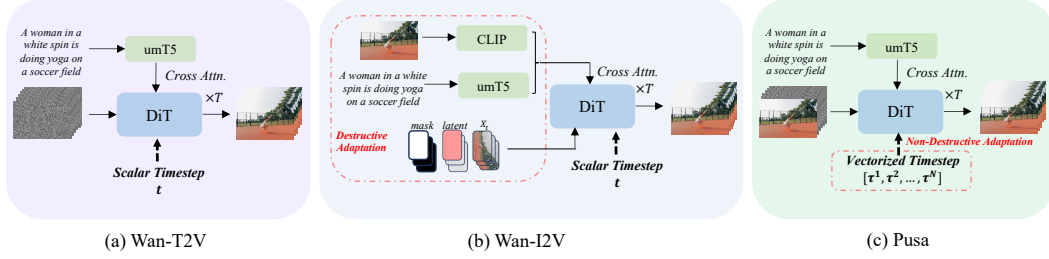 A woman in a
white spin is
doing yoga on
a soccer field
umT5
Cross Attn.
×T
DiT
Scalar Timestep
t
(a) Wan-T2V
CLIP
A woman in a white
spin is doing yoga
on a soccer field
umT5
Cross Attn.
×T
DiT
Destructive
Adaptation
mask
latent
X_t
Scalar Timestep
t
(b) Wan-I2V
A woman in a
white spin is
doing yoga on
a soccer field
umT5
Cross Attn.
×T
DiT
Non-Destructive Adaptation
Vectorized Timestep
[τ¹, τ², ..., τᴺ]
(c) Pusa